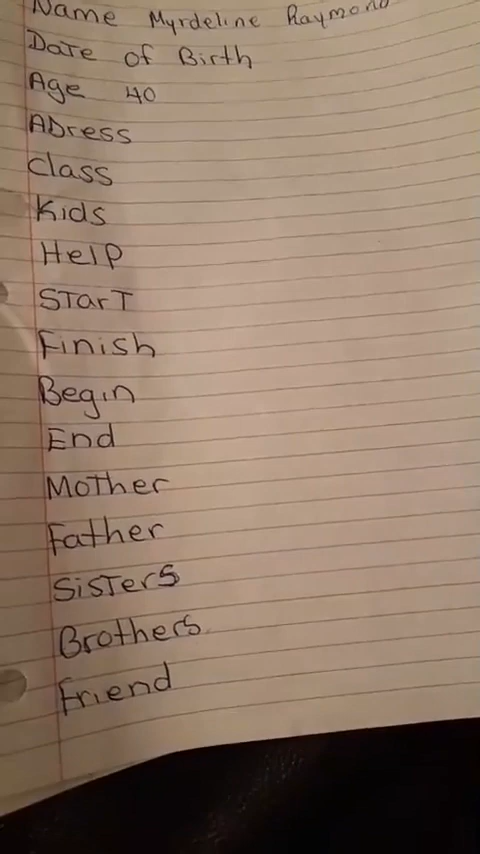 Name Myrdeline Raymond
Date of Birth
Age 40
ADress
Class
Kids
Help
STarT
Finish
Begin
End
MoTher
Father
SisTerS
Brothers
Friend